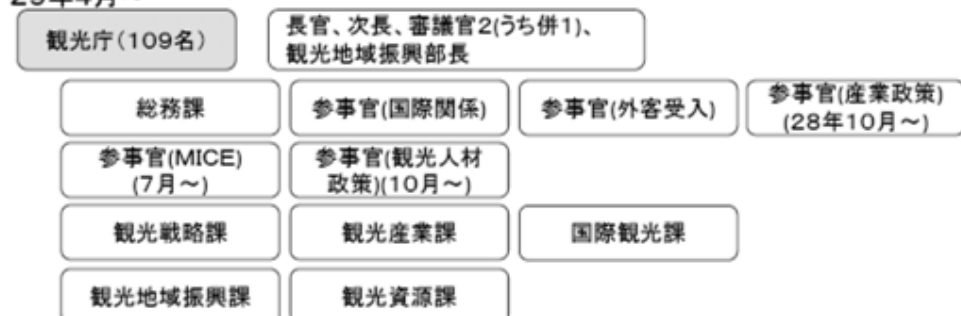 観光庁(109名)
長官、次長、審議官2(うち併1)、
観光地域振興部長
総務課
参事官(国際関係)
参事官(外客受入)
参事官(産業政策)
(28年10月~)
参事官(MICE)
(7月~)
参事官(観光人材
政策)(10月~)
観光戦略課
観光産業課
国際観光課
観光地域振興課
観光資源課